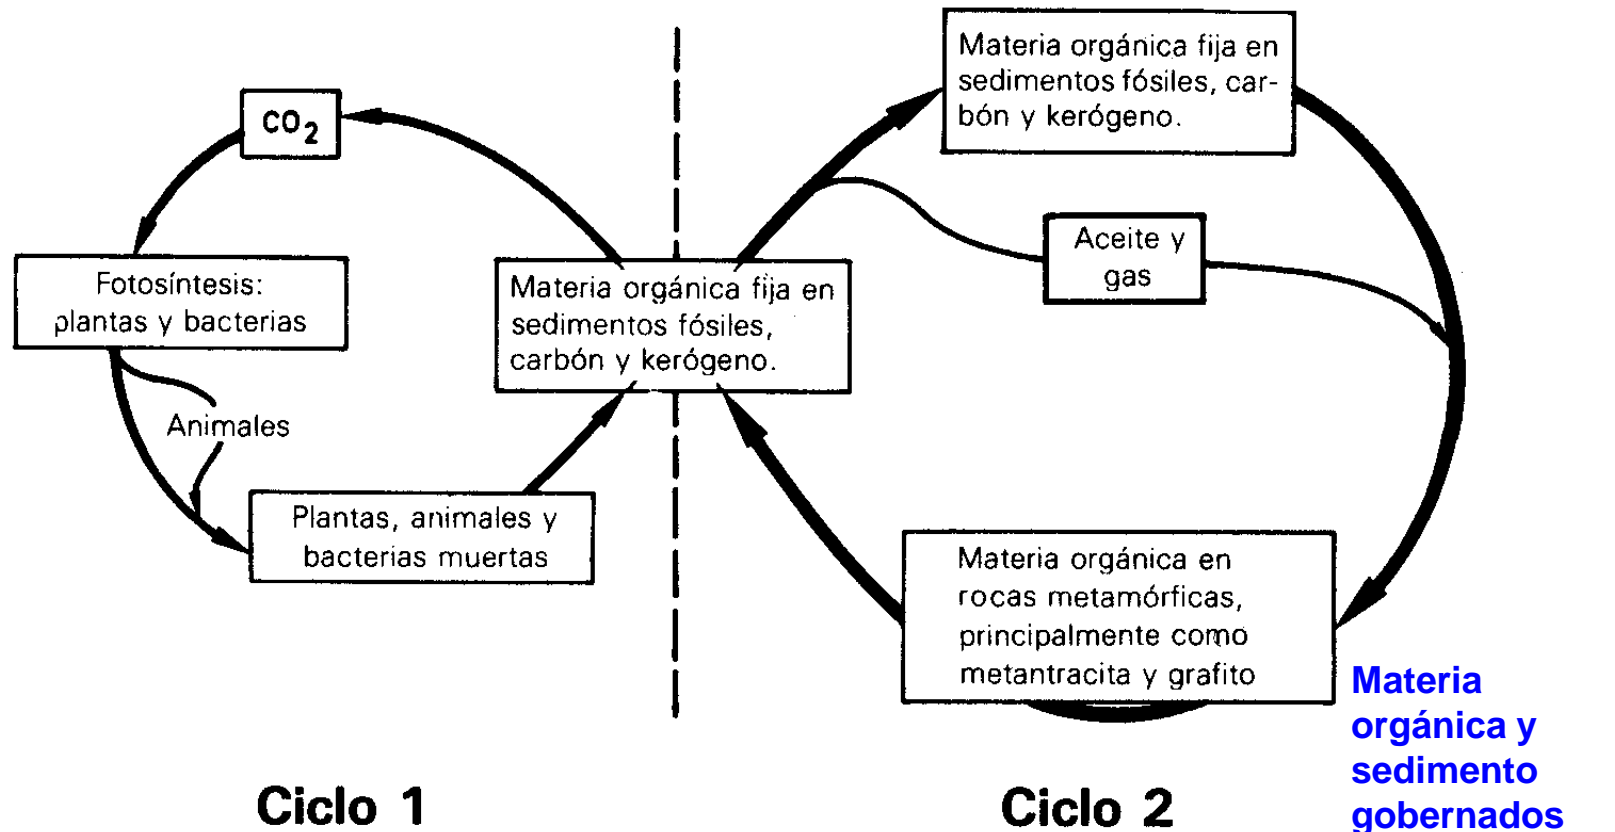 CO2
Fotosíntesis:
plantas y bacterias
Animales
Plantas, animales y
bacterias muertas
Materia orgánica fija en
sedimentos fósiles,
carbón y kerógeno.
Materia orgánica fija en
sedimentos fósiles, car-
bón y kerógeno.
Aceite y
gas
Materia orgánica en
rocas metamórficas,
principalmente como
metantracita y grafito
Materia
orgánica y
sedimento
gobernados
Ciclo 1
Ciclo 2